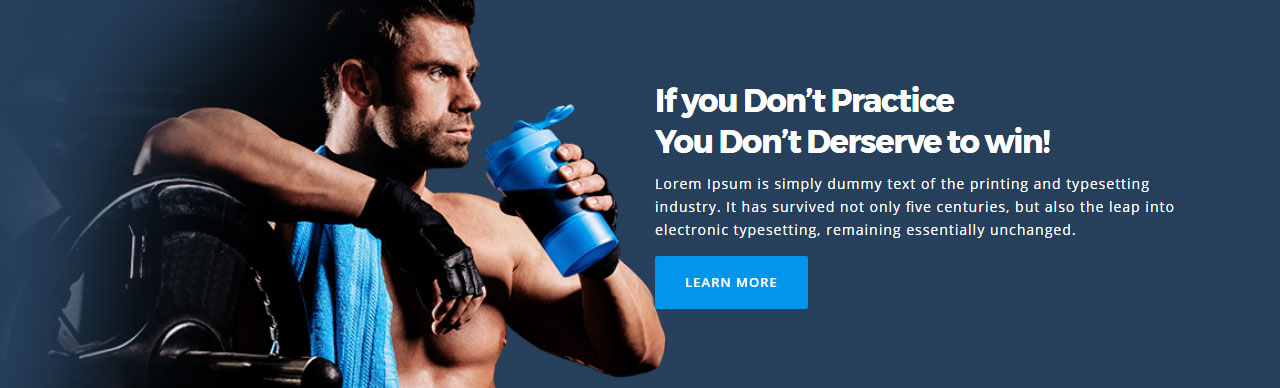 If you Don’t Practice
You Don’t Derserve to win!
Lorem Ipsum is simply dummy text of the printing and typesetting
industry. It has survived not only five centuries, but also the leap into
electronic typesetting, remaining essentially unchanged.
LEARN MORE